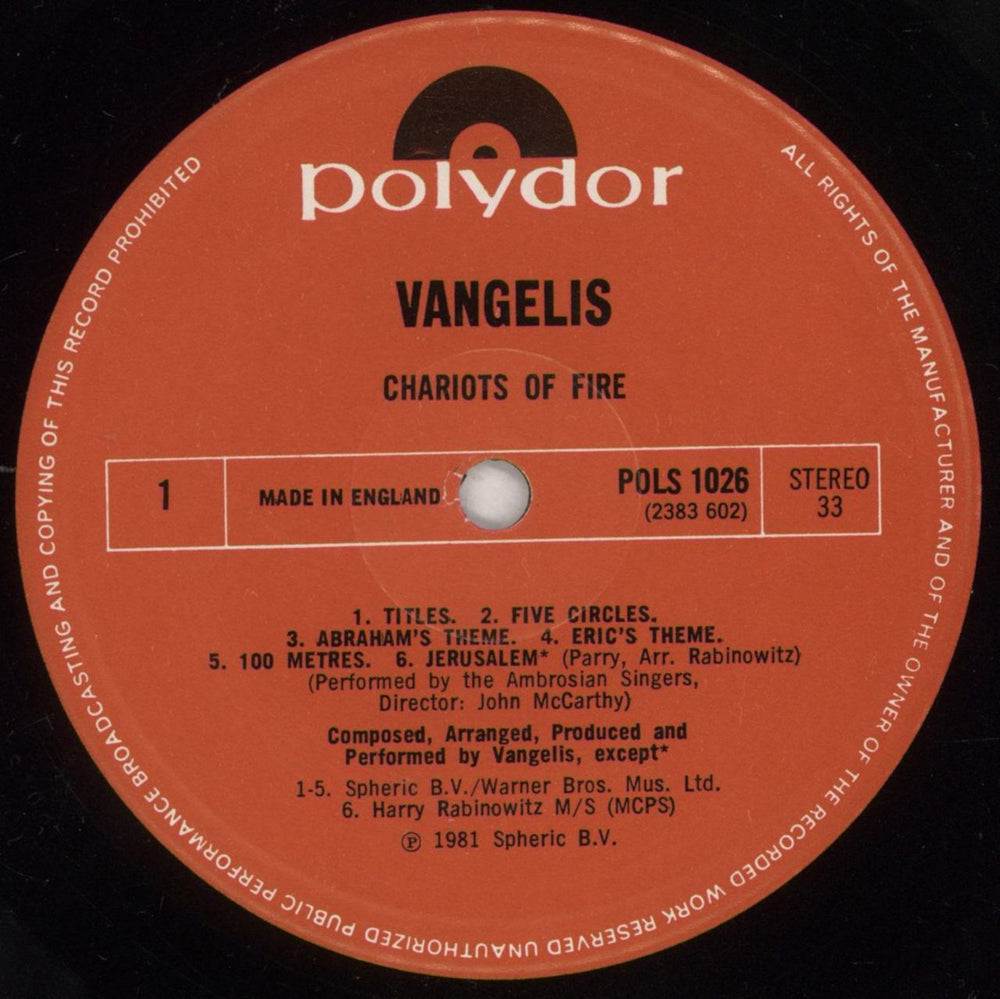 polydor
VANGELIS
CHARIOTS OF FIRE
1
MADE IN ENGLAND
POLS 1026
(2383 602)
STEREO
33
1. TITLES. 2. FIVE CIRCLES.
3. ABRAHAM'S THEME. 4. ERIC'S THEME.
5. 100 METRES. 6. JERUSALEM* (Parry, Arr. Rabinowitz)
(Performed by the Ambrosian Singers,
Director: John McCarthy)
Composed, Arranged, Produced and
Performed by Vangelis, except*
1-5. Spheric B.V./Warner Bros. Mus. Ltd.
6. Harry Rabinowitz M/S (MCPS)
℗ 1981 Spheric B.V.
ALL RIGHTS OF THE MANUFACTURER AND OF THE OWNER OF THE RECORDED WORK RESERVED UNAUTHORIZED PUBLIC PERFORMANCE BROADCASTING AND COPYING OF THIS RECORD PROHIBITED